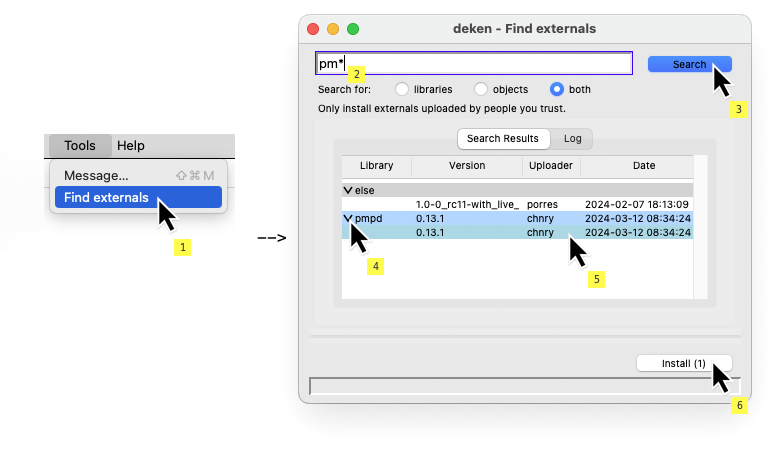 Tools Help
Message... ⇧⌘M
Find externals
1
-->
deken - Find externals
pm*
2
Search
3
Search for: libraries objects both
Only install externals uploaded by people you trust.
Search Results Log
Library Version Uploader Date
else
1.0-0_rc11-with_live_ porres 2024-02-07 18:13:09
pmpd 0.13.1 chnry 2024-03-12 08:34:24
0.13.1 chnry 2024-03-12 08:34:24
4
5
Install (1)
6